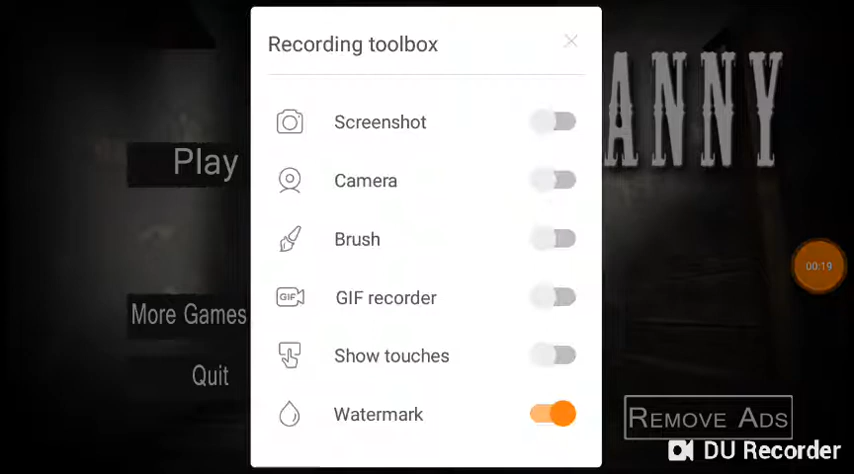 Recording toolbox
Screenshot
Camera
Brush
GIF
GIF recorder
Show touches
Watermark
Play
More Games
Quit
ANNY
00:19
REMOVE ADS
DU Recorder